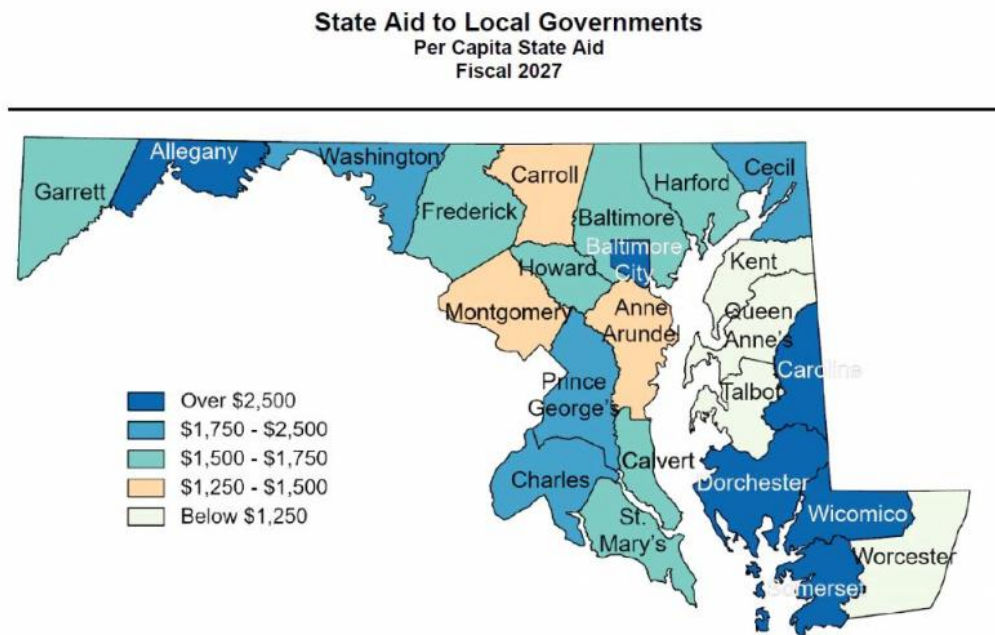 State Aid to Local Governments
Per Capita State Aid
Fiscal 2027
Allegany
Washington
Garrett
Frederick
Carroll
Baltimore
Harford
Cecil
Baltimore
City
Howard
Kent
Montgomery
Anne
Arundel
Queen
Anne's
Caroline
Talbot
Prince
George's
Over $2,500
$1,750 - $2,500
$1,500 - $1,750
$1,250 - $1,500
Below $1,250
Charles
Calvert
St.
Mary's
Dorchester
Wicomico
Worcester
Somerset